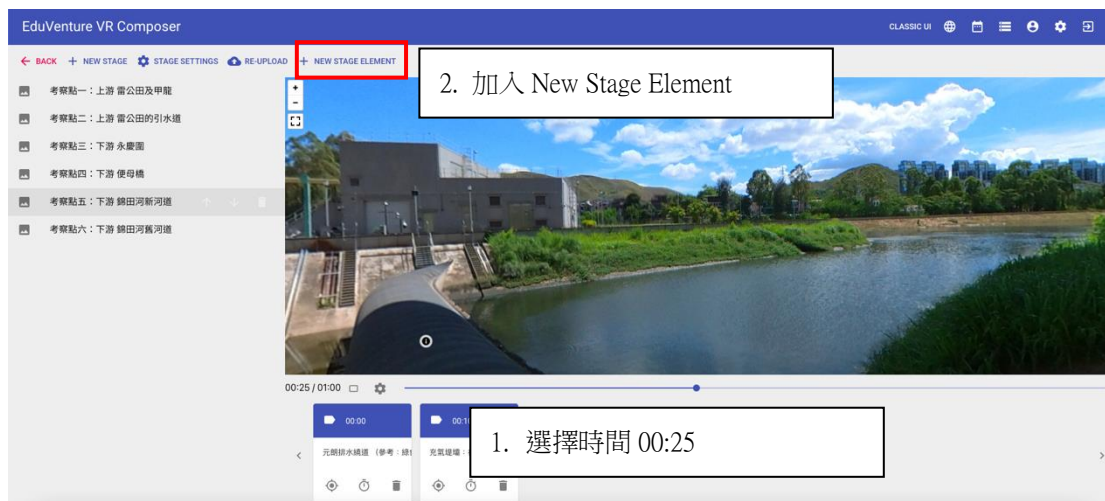 EduVenture VR Composer
CLASSIC UI
BACK
NEW STAGE
STAGE SETTINGS
RE-UPLOAD
NEW STAGE ELEMENT
2. 加入 New Stage Element
考察點一：上游 雷公田及甲龍
考察點二：上游 雷公田的引水道
考察點三：下游 永慶圍
考察點四：下游 便母橋
考察點五：下游 錦田河新河道
考察點六：下游 錦田河舊河道
00:25 / 01:00
00:00
元朗排水繞道 （參考：
充氣堤壩：
1. 選擇時間 00:25